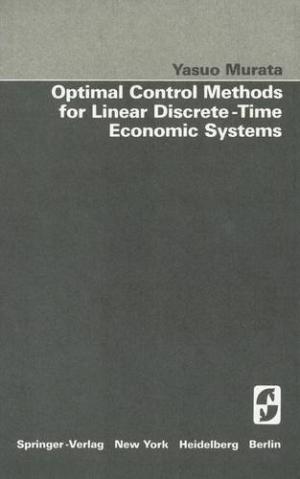 Yasuo Murata
Optimal Control Methods
for Linear Discrete-Time
Economic Systems
Springer-Verlag New York Heidelberg Berlin